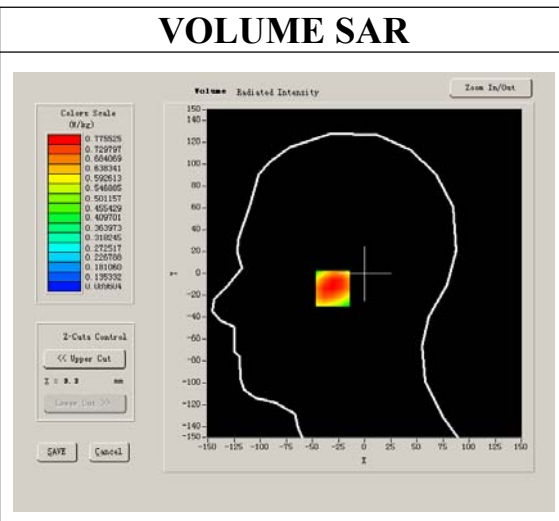 VOLUME SAR
Volume Radiated Intensity
Zoom In/Out
Colors Scale
(W/kg)
0.775525
0.729797
0.684069
0.638341
0.592613
0.546885
0.501157
0.455429
0.409701
0.363973
0.318245
0.272517
0.226788
0.181060
0.135332
0.089604
Z-Cuts Control
<< Upper Cut
Lower Cut >>
SAVE
Cancel
150
140
120
100
80
60
40
20
0
-20
-40
-60
-80
-100
-120
-140
-150
Y
-150 -125 -100 -75 -50 -25 0 25 50 75 100 125 150
X